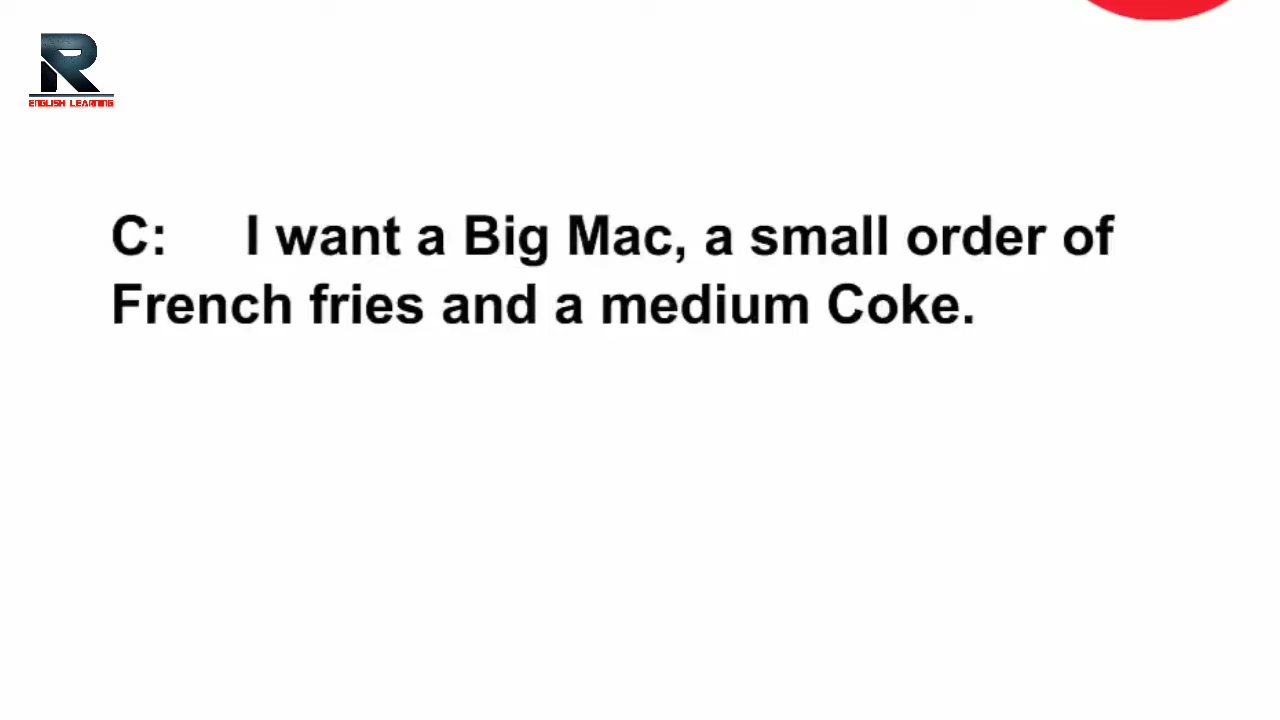 R
ENGLISH LEARNING
C: I want a Big Mac, a small order of
French fries and a medium Coke.